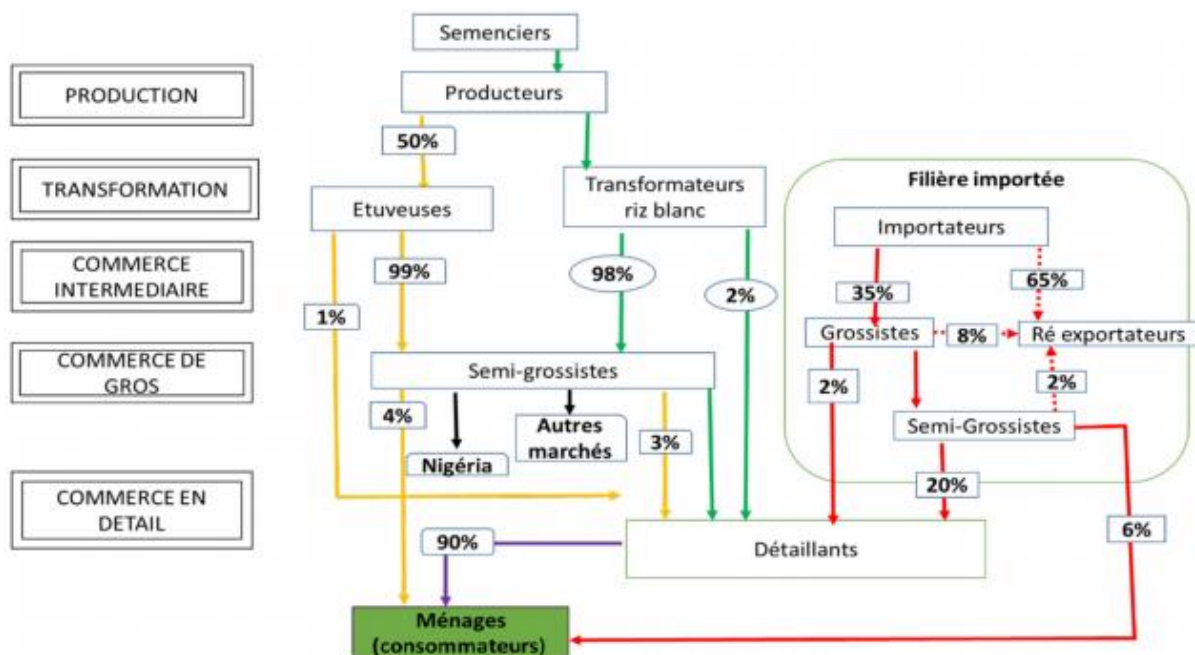 Semenciers
PRODUCTION
Producteurs
50%
TRANSFORMATION
Etuveuses
Transformateurs
riz blanc
Filière importée
Importateurs
COMMERCE
INTERMEDIAIRE
99%
98%
2%
1%
35%
65%
Grossistes
8%
Ré exportateurs
COMMERCE DE
GROS
Semi-grossistes
2%
2%
4%
Nigéria
Autres
marchés
3%
Semi-Grossistes
COMMERCE EN
DETAIL
20%
6%
90%
Détaillants
Ménages
(consommateurs)